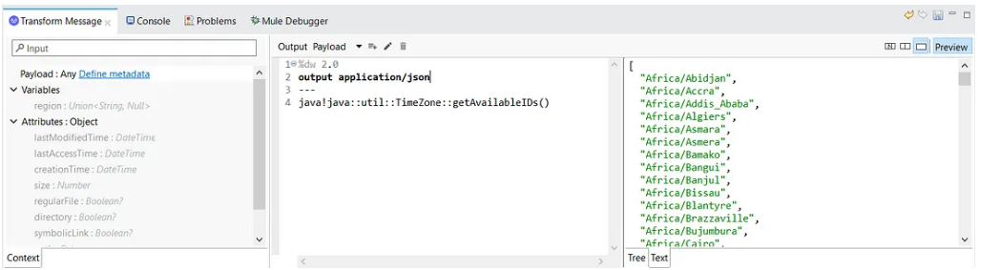 Transform Message
Console
Problems
Mule Debugger
Input
Payload : Any Define metadata
Variables
region : Union<String, Null>
Attributes : Object
lastModifiedTime : DateTime
lastAccessTime : DateTime
creationTime : DateTime
size : Number
regularFile : Boolean?
directory : Boolean?
symbolicLink : Boolean?
Context
Output Payload
Preview
1 %dw 2.0
2 output application/json
3 ---
4 java!java::util::TimeZone::getAvailableIDs()
[
"Africa/Abidjan",
"Africa/Accra",
"Africa/Addis_Ababa",
"Africa/Algiers",
"Africa/Asmara",
"Africa/Asmera",
"Africa/Bamako",
"Africa/Bangui",
"Africa/Banjul",
"Africa/Bissau",
"Africa/Blantyre",
"Africa/Brazzaville",
"Africa/Bujumbura",
"Africa/Cairo",
Tree Text